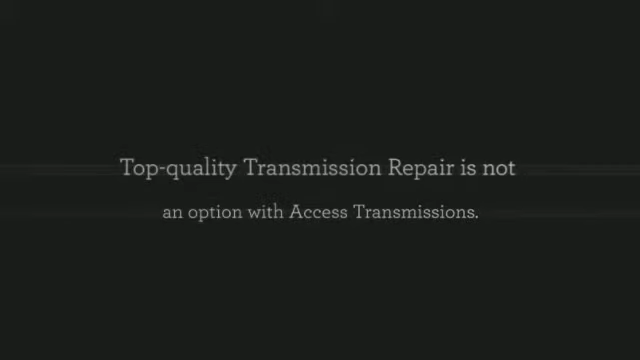 Top-quality Transmission Repair is not
an option with Access Transmissions.